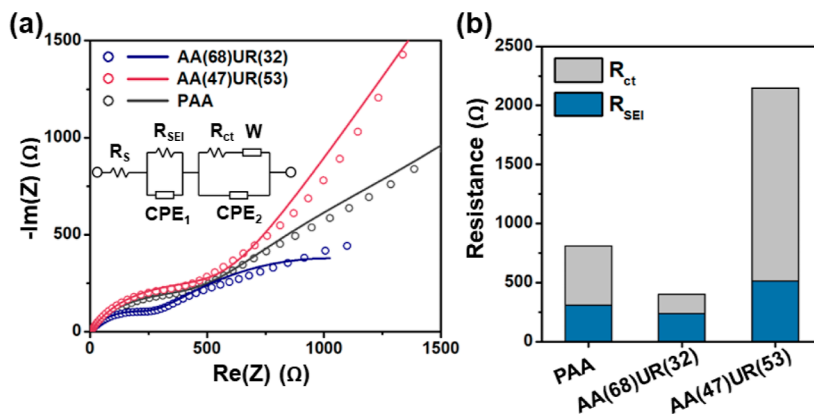 (a)
1500
1000
500
0
-Im(Z) (Ω)
AA(68)UR(32)
AA(47)UR(53)
PAA
R_S
R_SEI
R_ct
W
CPE_1
CPE_2
0 500 1000 1500
Re(Z) (Ω)
(b)
2500
2000
1500
1000
500
0
Resistance (Ω)
R_ct
R_SEI
PAA
AA(68)UR(32)
AA(47)UR(53)